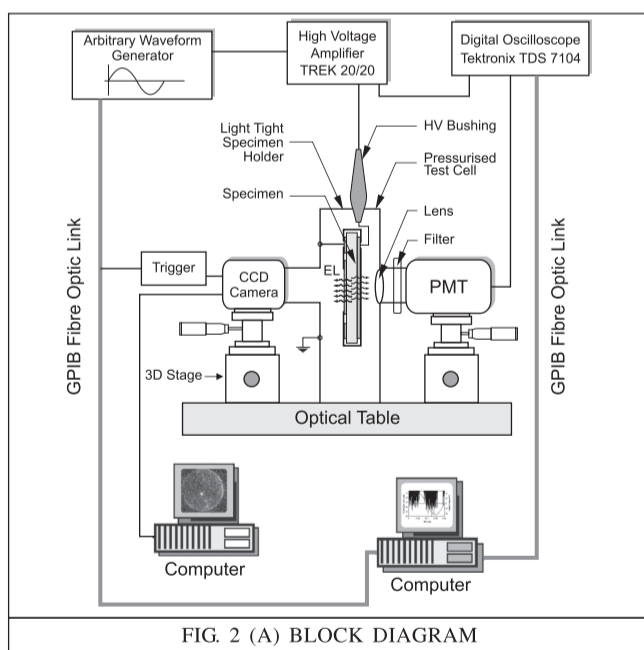 Arbitrary Waveform
Generator
High Voltage
Amplifier
TREK 20/20
Digital Oscilloscope
Tektronix TDS 7104
Light Tight
Specimen
Holder
HV Bushing
Pressurised
Test Cell
Specimen
Lens
Filter
GPIB Fibre Optic Link
Trigger
CCD
Camera
EL
PMT
GPIB Fibre Optic Link
3D Stage
Optical Table
Computer
Computer
FIG. 2 (A) BLOCK DIAGRAM